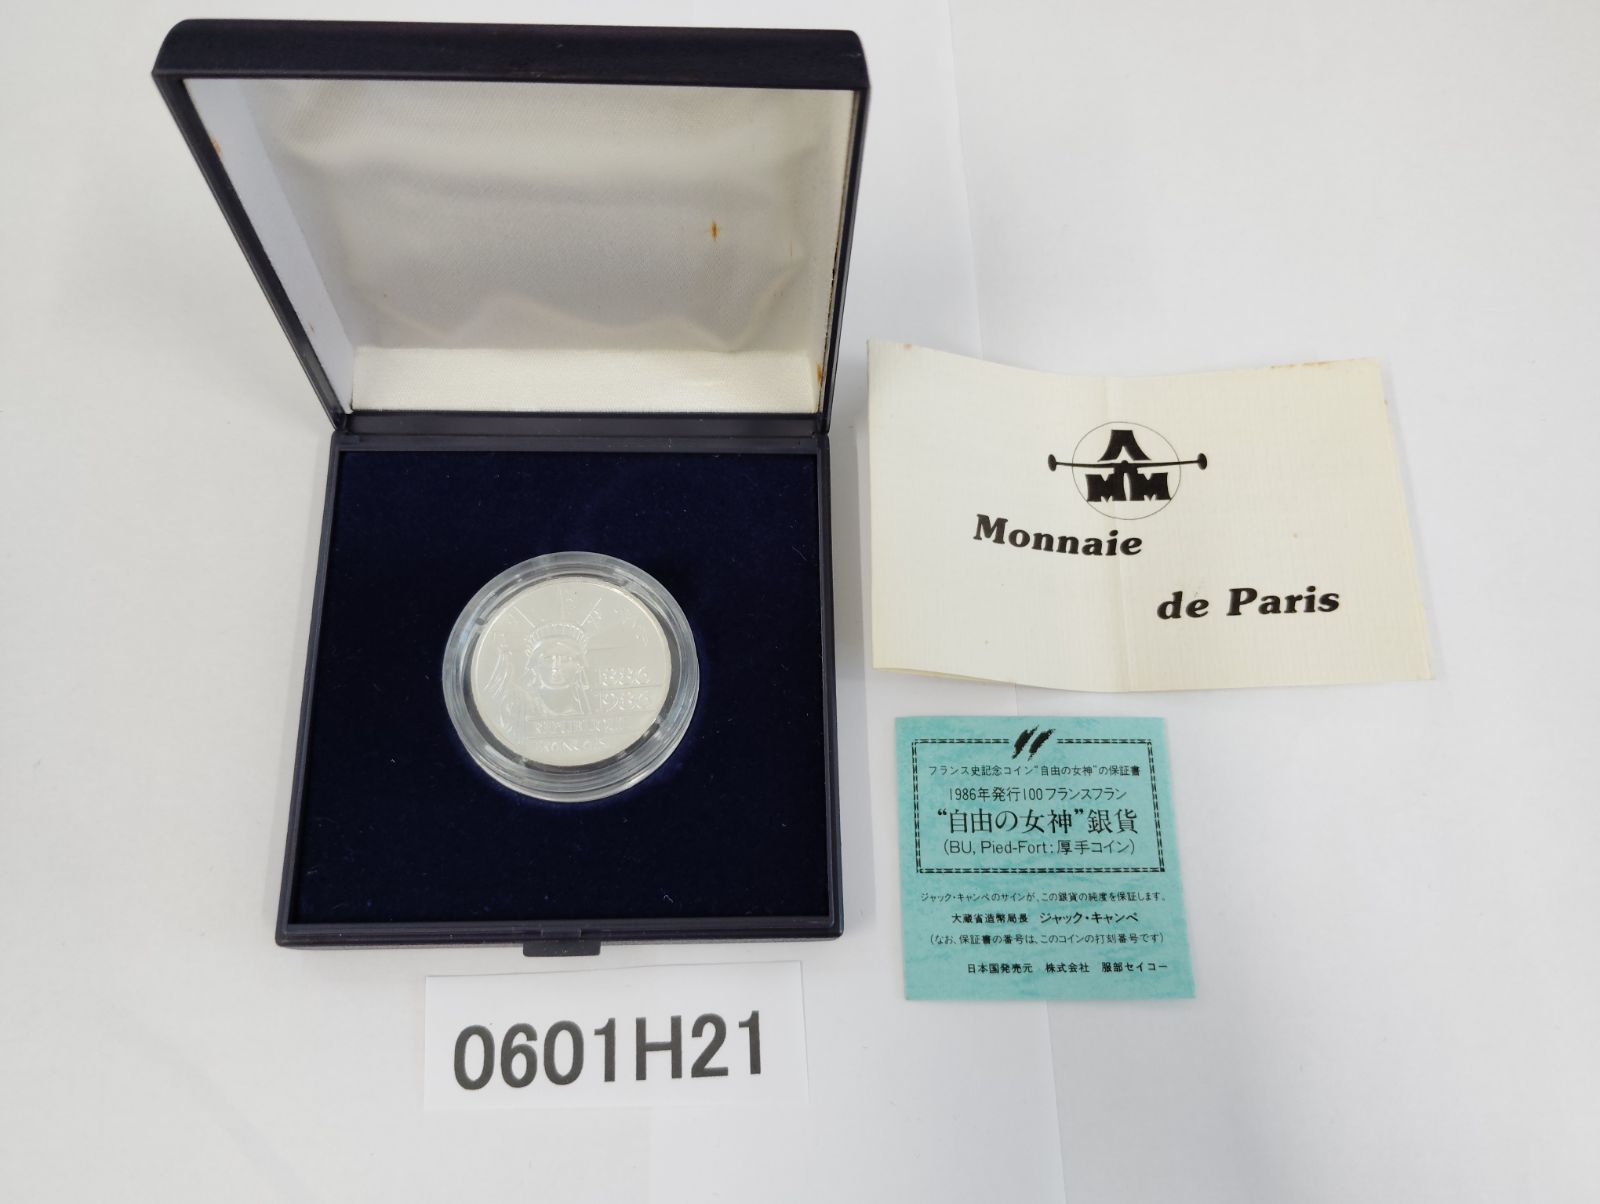 1886
1986
AMM
Monnaie
de Paris
フランス史記念コイン"自由の女神"の保証書
1986年発行100フランスフラン
"自由の女神"銀貨
(BU, Pied-Fort:厚手コイン)
ジャック・キャンペのサインが、この銀貨の純度を保証します。
大蔵省造幣局長 ジャック・キャンペ
(なお、保証書の番号は、このコインの打刻番号です)
日本国発売元 株式会社 服部セイコー
0601H21